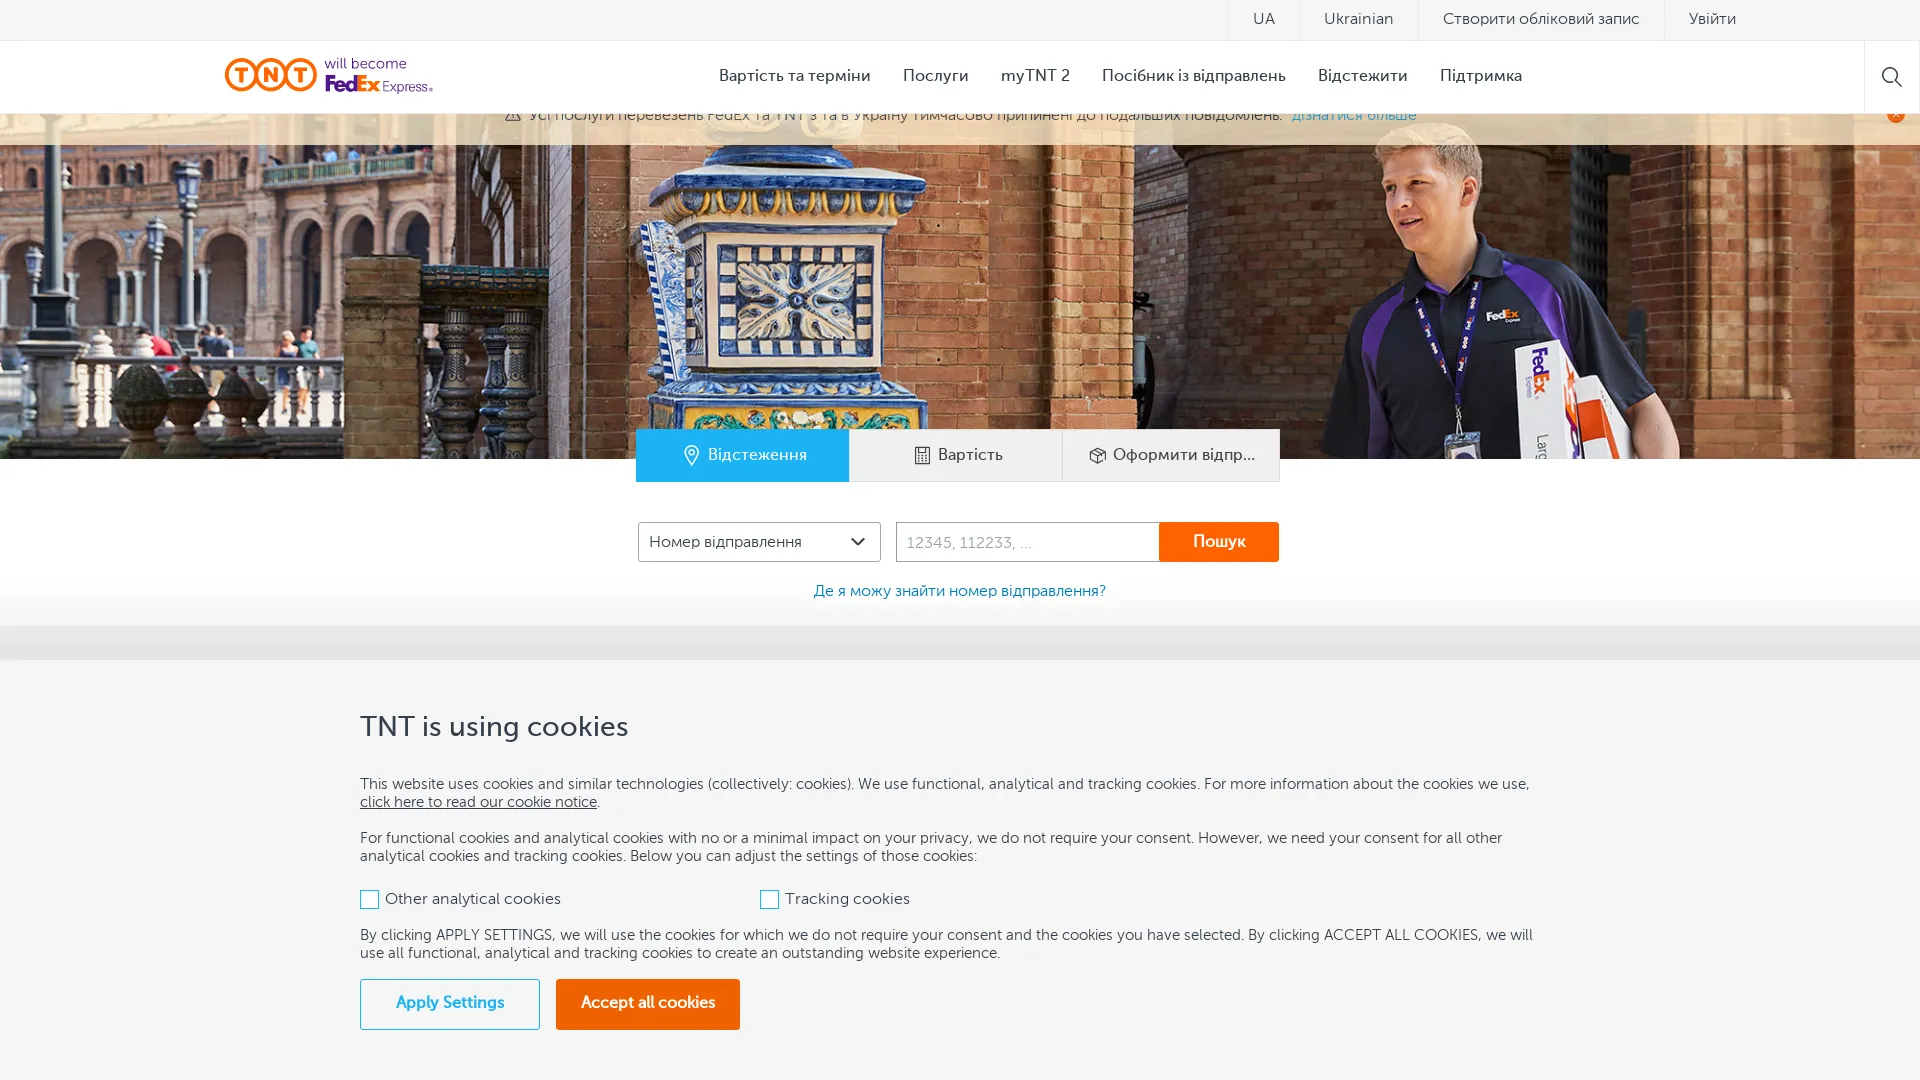 UA
Ukrainian
Створити обліковий запис
Увійти
TNT
will become
FedEx Express
Вартість та терміни
Послуги
myTNT 2
Посібник із відправлень
Відстежити
Підтримка
Усі послуги перевезень FedEx та TNT з та в Україну тимчасово припинені до подальших повідомлень. дізнатися більше
FedEx
Express
FedEx
Express
Larg
Відстеження
Вартість
Оформити відпр...
Номер відправлення
12345, 112233, ...
Пошук
Де я можу знайти номер відправлення?
TNT is using cookies
This website uses cookies and similar technologies (collectively: cookies). We use functional, analytical and tracking cookies. For more information about the cookies we use,
click here to read our cookie notice.
For functional cookies and analytical cookies with no or a minimal impact on your privacy, we do not require your consent. However, we need your consent for all other
analytical cookies and tracking cookies. Below you can adjust the settings of those cookies:
Other analytical cookies
Tracking cookies
By clicking APPLY SETTINGS, we will use the cookies for which we do not require your consent and the cookies you have selected. By clicking ACCEPT ALL COOKIES, we will
use all functional, analytical and tracking cookies to create an outstanding website experience.
Apply Settings
Accept all cookies